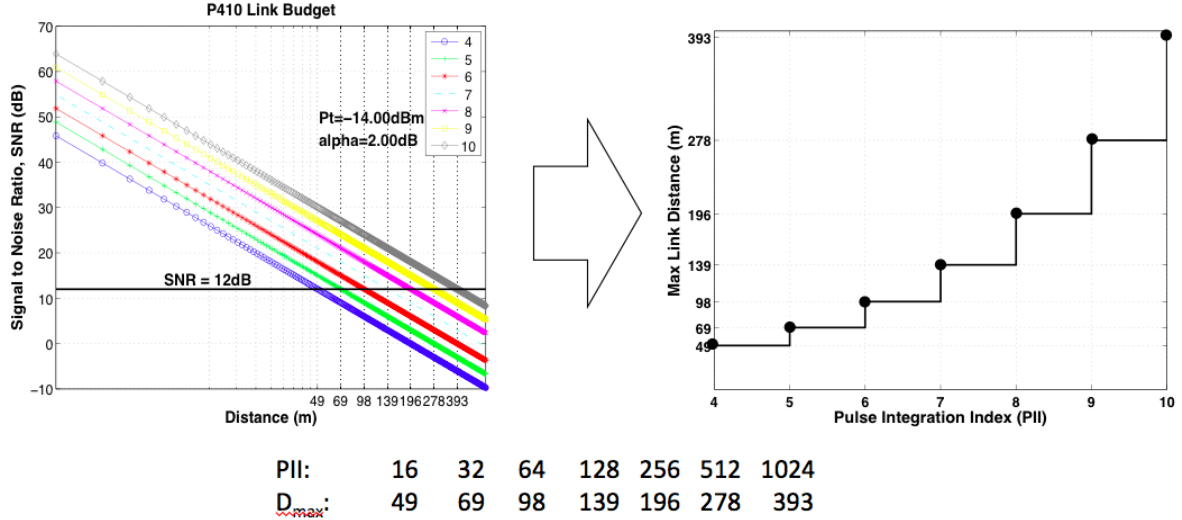 P410 Link Budget
70
60
50
40
30
20
10
0
−10
Signal to Noise Ratio, SNR (dB)
4
5
6
7
8
9
10
Pt=−14.00dBm
alpha=2.00dB
SNR = 12dB
49 69 98 139 196 278 393
Distance (m)
393
278
196
139
98
69
49
Max Link Distance (m)
4 5 6 7 8 9 10
Pulse Integration Index (PII)
PII: 16 32 64 128 256 512 1024
Dmax: 49 69 98 139 196 278 393